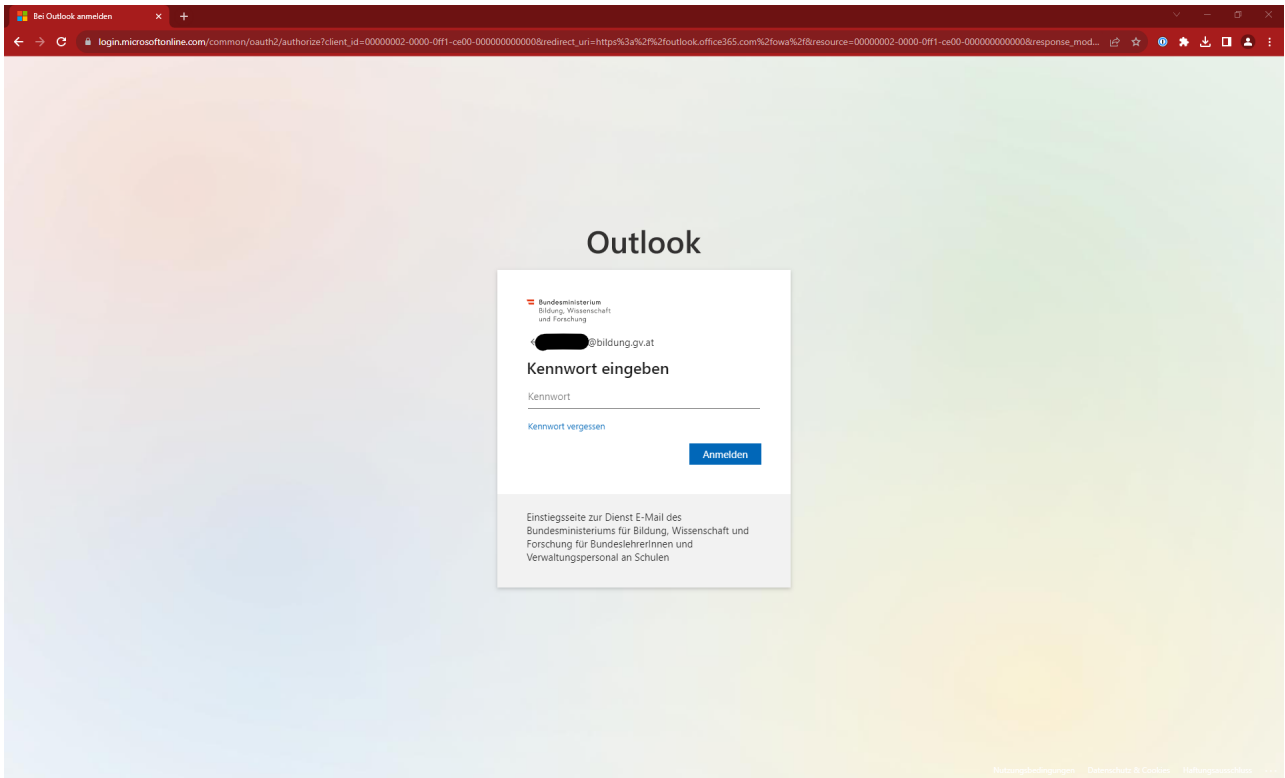 Bei Outlook anmelden
login.microsoftonline.com/common/oauth2/authorize?client_id=00000002-0000-0ff1-ce00-000000000000&redirect_uri=https%3a%2f%2foutlook.office365.com%2fowa%2f&resource=00000002-0000-0ff1-ce00-000000000000&response_mod...
Outlook
Bundesministerium
Bildung, Wissenschaft
und Forschung
@bildung.gv.at
Kennwort eingeben
Kennwort
Kennwort vergessen
Anmelden
Einstiegsseite zur Dienst E-Mail des
Bundesministeriums für Bildung, Wissenschaft und
Forschung für BundeslehrerInnen und
Verwaltungspersonal an Schulen
Nutzungsbedingungen Datenschutz & Cookies